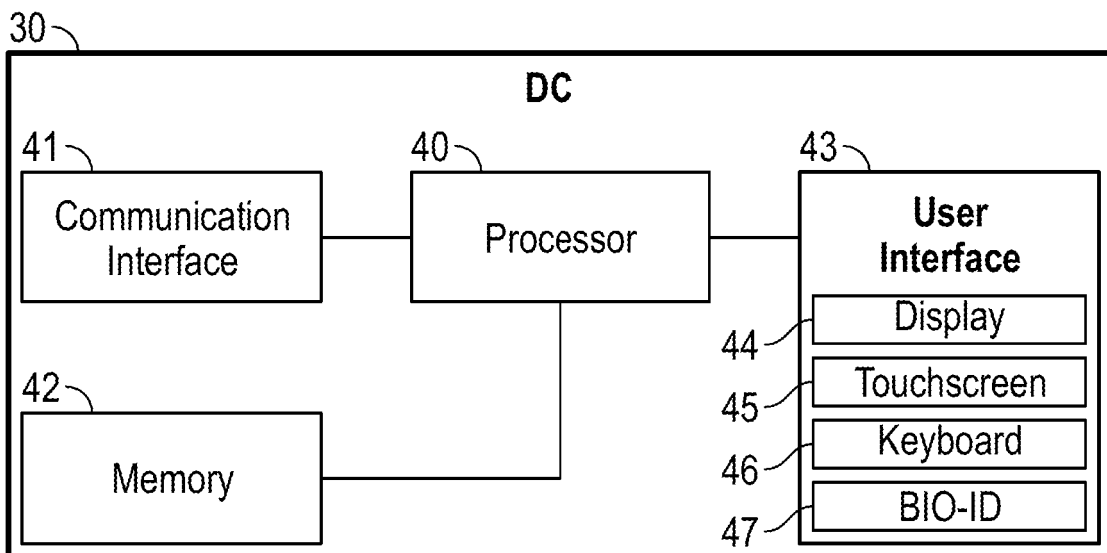 30
DC
41
40
43
Communication
Interface
Processor
User
Interface
44
Display
45
Touchscreen
42
Memory
46
Keyboard
47
BIO-ID